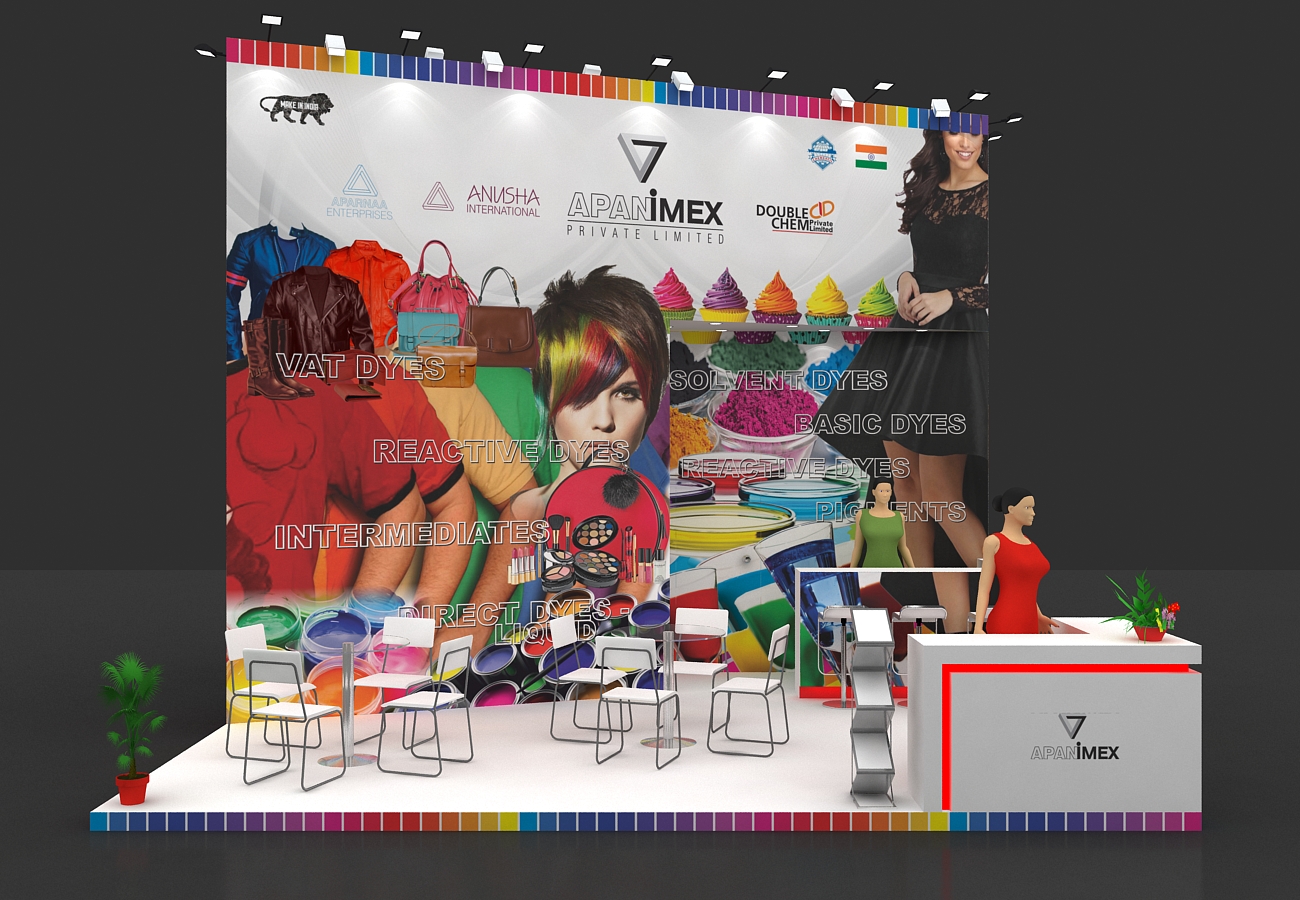 MAKE IN INDIA
APARNAA
ENTERPRISES
ANUSHA
INTERNATIONAL
APANiMEX
PRIVATE LIMITED
DOUBLE
CHEM Private
Limited
VAT DYES
REACTIVE DYES
INTERMEDIATES
DIRECT DYES -
LIQUID
SOLVENT DYES
BASIC DYES
REACTIVE DYES
PIGMENTS
APANiMEX